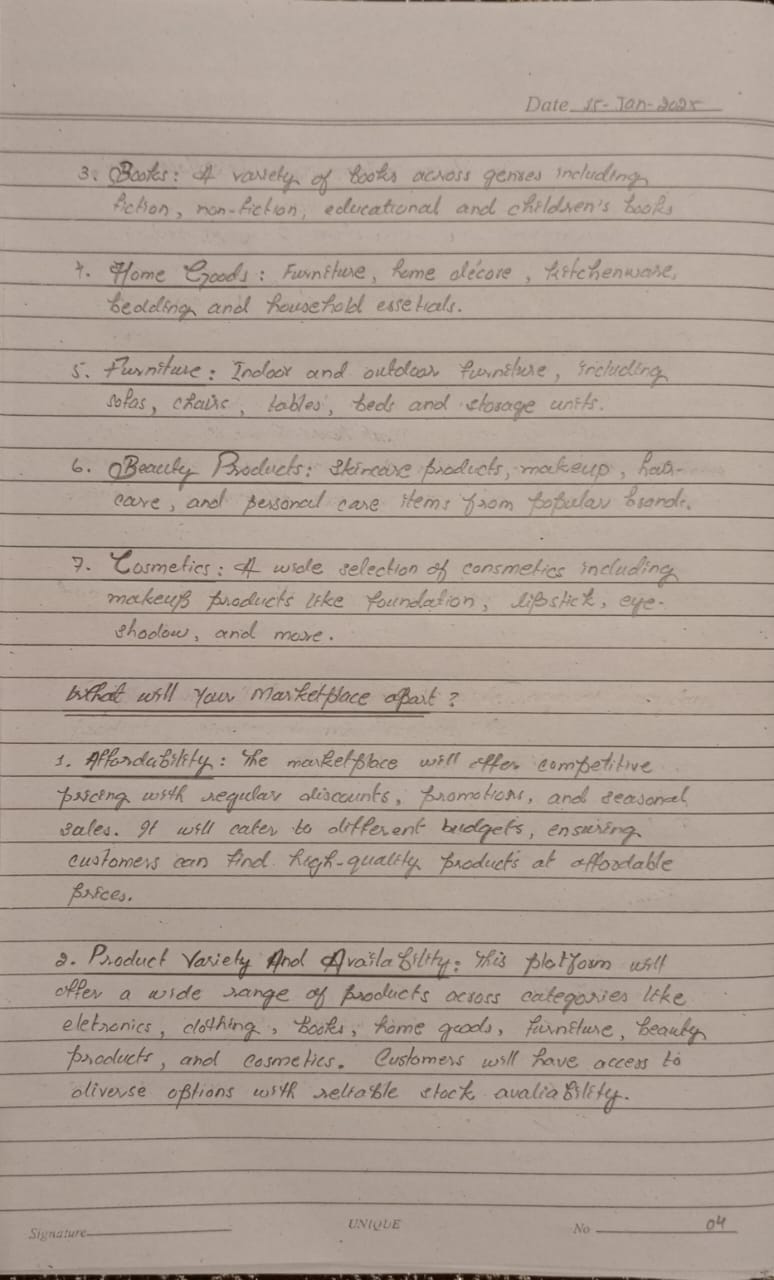 Date 15-Jan-2025
3. Books: A variety of books across genres including
fiction, non-fiction, educational and children's books
4. Home Goods: Furniture, home décore, kitchenware,
bedding and household essetials.
5. Furniture: Indoor and outdoor furniture, including
sofas, chairs, tables, beds and storage units.
6. Beauty Products: Skincare products, makeup, hair-
care, and personal care items from popular brands.
7. Cosmetics: A wide selection of consmetics including
makeup products like foundation, lipstick, eye-
shadow, and more.
What will Your Marketplace apart?
1. Affordability: The marketplace will offer competitive
pricing with regular discounts, promotions, and seasonal
sales. It will cater to different budgets, ensuring
customers can find high-quality products at affordable
prices.
2. Product Variety And Availability: This platform will
offer a wide range of products across categories like
eletronics, clothing, books, home goods, furniture, beauty
products, and cosmetics. Customers will have access to
diverse options with reliable stock avaliability.
Signature
UNIQUE
No 04